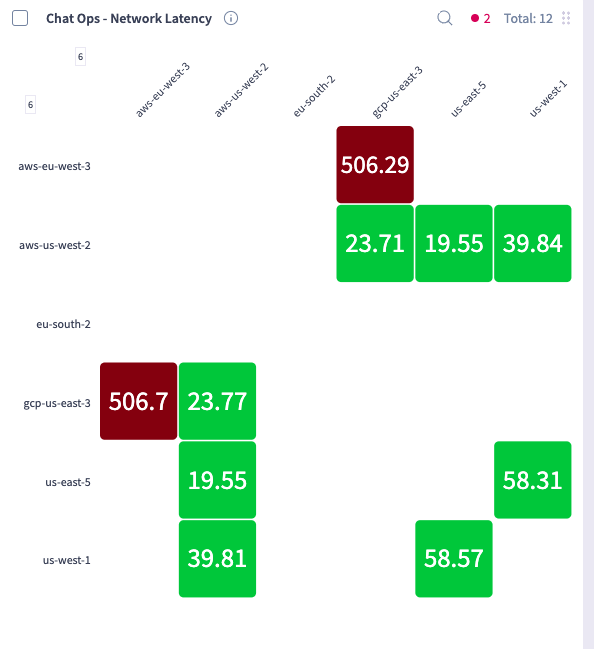 Chat Ops - Network Latency 2 Total: 12
6
aws-eu-west-3 aws-us-west-2 eu-south-2 gcp-us-east-3 us-east-5 us-west-1
6
aws-eu-west-3 506.29
aws-us-west-2 23.71 19.55 39.84
eu-south-2
gcp-us-east-3 506.7 23.77
us-east-5 19.55 58.31
us-west-1 39.81 58.57